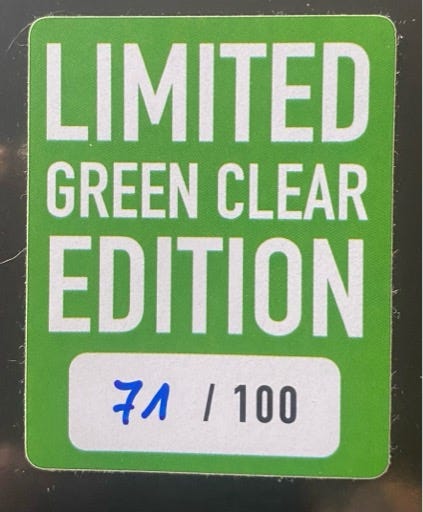 LIMITED
GREEN CLEAR
EDITION
71 / 100